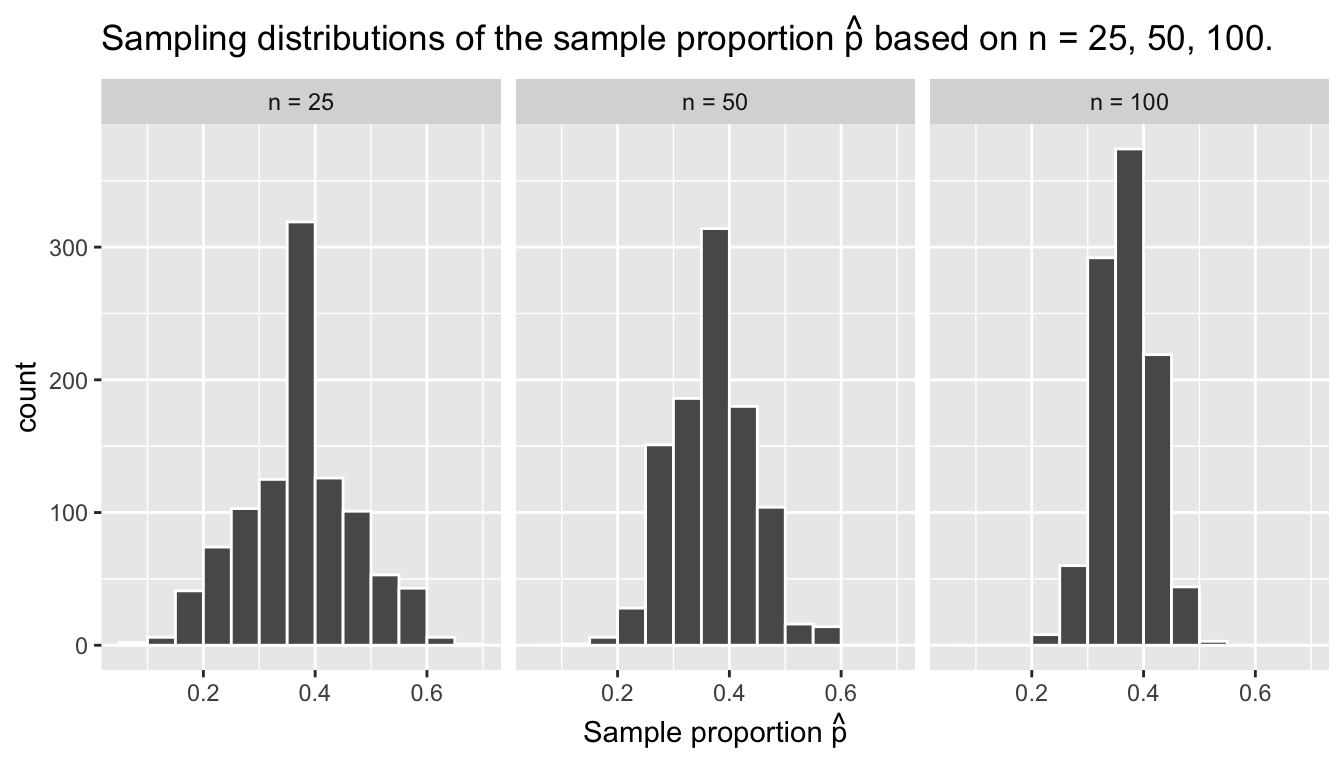 Sampling distributions of the sample proportion p̂ based on n = 25, 50, 100.
n = 25 n = 50 n = 100
300
200
100
0
count
0.2 0.4 0.6 0.2 0.4 0.6 0.2 0.4 0.6
Sample proportion p̂